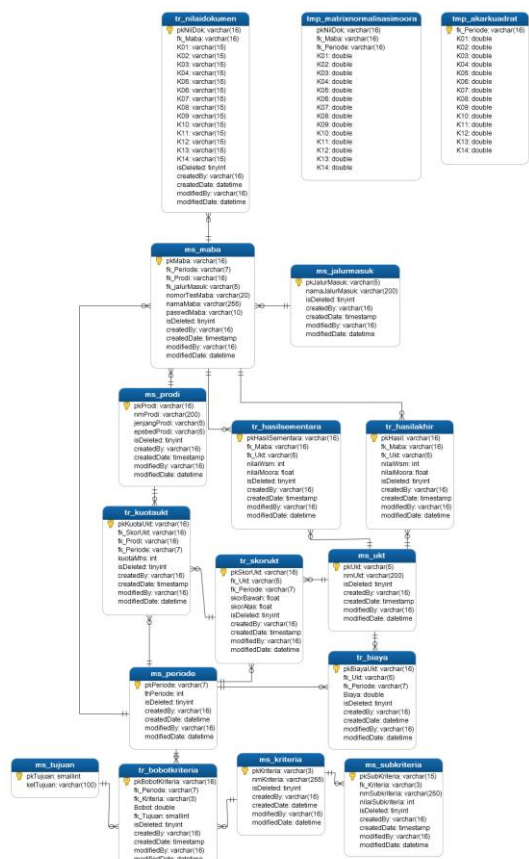 tr_nilaidokumen
pkNilDok: varchar(16)
fk_Maba: varchar(16)
K01: varchar(15)
K02: varchar(15)
K03: varchar(15)
K04: varchar(15)
K05: varchar(15)
K06: varchar(15)
K07: varchar(15)
K08: varchar(15)
K09: varchar(15)
K10: varchar(15)
K11: varchar(15)
K12: varchar(15)
K13: varchar(15)
K14: varchar(15)
isDeleted: tinyint
createdBy: varchar(16)
createdDate: datetime
modifiedBy: varchar(16)
modifiedDate: datetime
tmp_matrixnormalisasimoora
pkNilDok: varchar(16)
fk_Maba: varchar(16)
fk_Periode: varchar(16)
K01: double
K02: double
K03: double
K04: double
K05: double
K06: double
K07: double
K08: double
K09: double
K10: double
K11: double
K12: double
K13: double
K14: double
tmp_akarkuadrat
fk_Periode: varchar(16)
K01: double
K02: double
K03: double
K04: double
K05: double
K06: double
K07: double
K08: double
K09: double
K10: double
K11: double
K12: double
K13: double
K14: double
ms_maba
pkMaba: varchar(16)
fk_Periode: varchar(7)
fk_Prodi: varchar(16)
fk_jalurMasuk: varchar(5)
nomorTesMaba: varchar(20)
namaMaba: varchar(255)
passwdMaba: varchar(10)
isDeleted: tinyint
createdBy: varchar(16)
createdDate: timestamp
modifiedBy: varchar(16)
modifiedDate: datetime
ms_jalurmasuk
pkJalurMasuk: varchar(5)
namaJalurMasuk: varchar(200)
isDeleted: tinyint
createdBy: varchar(16)
createdDate: timestamp
modifiedBy: varchar(16)
modifiedDate: datetime
ms_prodi
pkProdi: varchar(16)
nmProdi: varchar(200)
jenjangProdi: varchar(5)
epsbedProdi: varchar(5)
isDeleted: tinyint
createdBy: varchar(16)
createdDate: timestamp
modifiedBy: varchar(16)
modifiedDate: datetime
tr_hasilsementara
pkHasilSementara: varchar(16)
fk_Maba: varchar(16)
fk_Ukt: varchar(5)
nilaiWsm: int
nilaiMoora: float
isDeleted: tinyint
createdBy: varchar(16)
createdDate: timestamp
modifiedBy: varchar(16)
modifiedDate: datetime
tr_hasilakhir
pkHasil: varchar(16)
fk_Maba: varchar(16)
fk_Ukt: varchar(5)
nilaiWsm: int
nilaiMoora: float
isDeleted: tinyint
createdBy: varchar(16)
createdDate: timestamp
modifiedBy: varchar(16)
modifiedDate: datetime
tr_kuotaukt
pkKuotaUkt: varchar(16)
fk_SkorUkt: varchar(16)
fk_Prodi: varchar(16)
fk_Periode: varchar(7)
kuotaMhs: int
isDeleted: tinyint
createdBy: varchar(16)
createdDate: timestamp
modifiedBy: varchar(16)
modifiedDate: datetime
tr_skorukt
pkSkorUkt: varchar(16)
fk_Ukt: varchar(5)
fk_Periode: varchar(7)
skorBawah: float
skorAtas: float
isDeleted: tinyint
createdBy: varchar(16)
createdDate: timestamp
modifiedBy: varchar(16)
modifiedDate: datetime
ms_ukt
pkUkt: varchar(5)
nmUkt: varchar(200)
isDeleted: tinyint
createdBy: varchar(16)
createdDate: timestamp
modifiedBy: varchar(16)
modifiedDate: datetime
ms_periode
pkPeriode: varchar(7)
thPeriode: int
isDeleted: tinyint
createdBy: varchar(16)
createdDate: datetime
modifiedBy: varchar(16)
modifiedDate: datetime
tr_biaya
pkBiayaUkt: varchar(16)
fk_Ukt: varchar(5)
fk_Periode: varchar(7)
Biaya: double
isDeleted: tinyint
createdBy: varchar(16)
createdDate: timestamp
modifiedBy: varchar(16)
modifiedDate: datetime
ms_tujuan
pkTujuan: smallint
ketTujuan: varchar(100)
tr_bobotkriteria
pkBobotKriteria: varchar(16)
fk_Periode: varchar(7)
fk_Kriteria: varchar(3)
Bobot: double
fk_Tujuan: smallint
isDeleted: tinyint
createdBy: varchar(16)
createdDate: timestamp
modifiedBy: varchar(16)
modifiedDate: datetime
ms_kriteria
pkKriteria: varchar(3)
nmKriteria: varchar(255)
isDeleted: tinyint
createdBy: varchar(16)
createdDate: datetime
modifiedBy: varchar(16)
modifiedDate: datetime
ms_subkriteria
pkSubKriteria: varchar(15)
fk_Kriteria: varchar(3)
nmSubkriteria: varchar(250)
nilaiSubkriteria: int
isDeleted: tinyint
createdBy: varchar(16)
createdDate: timestamp
modifiedBy: varchar(16)
modifiedDate: datetime